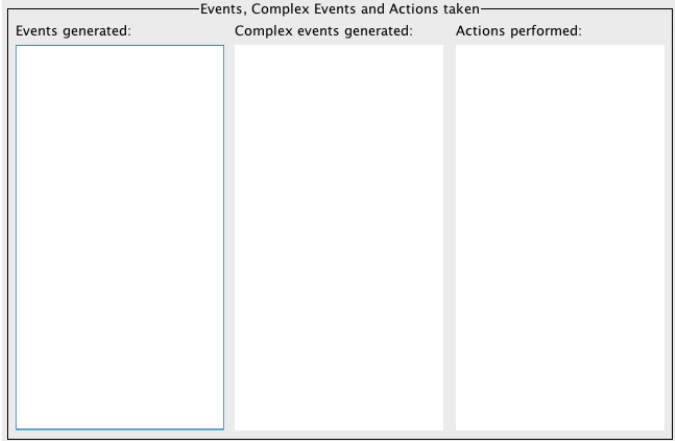 Events, Complex Events and Actions taken
Events generated:
Complex events generated:
Actions performed: